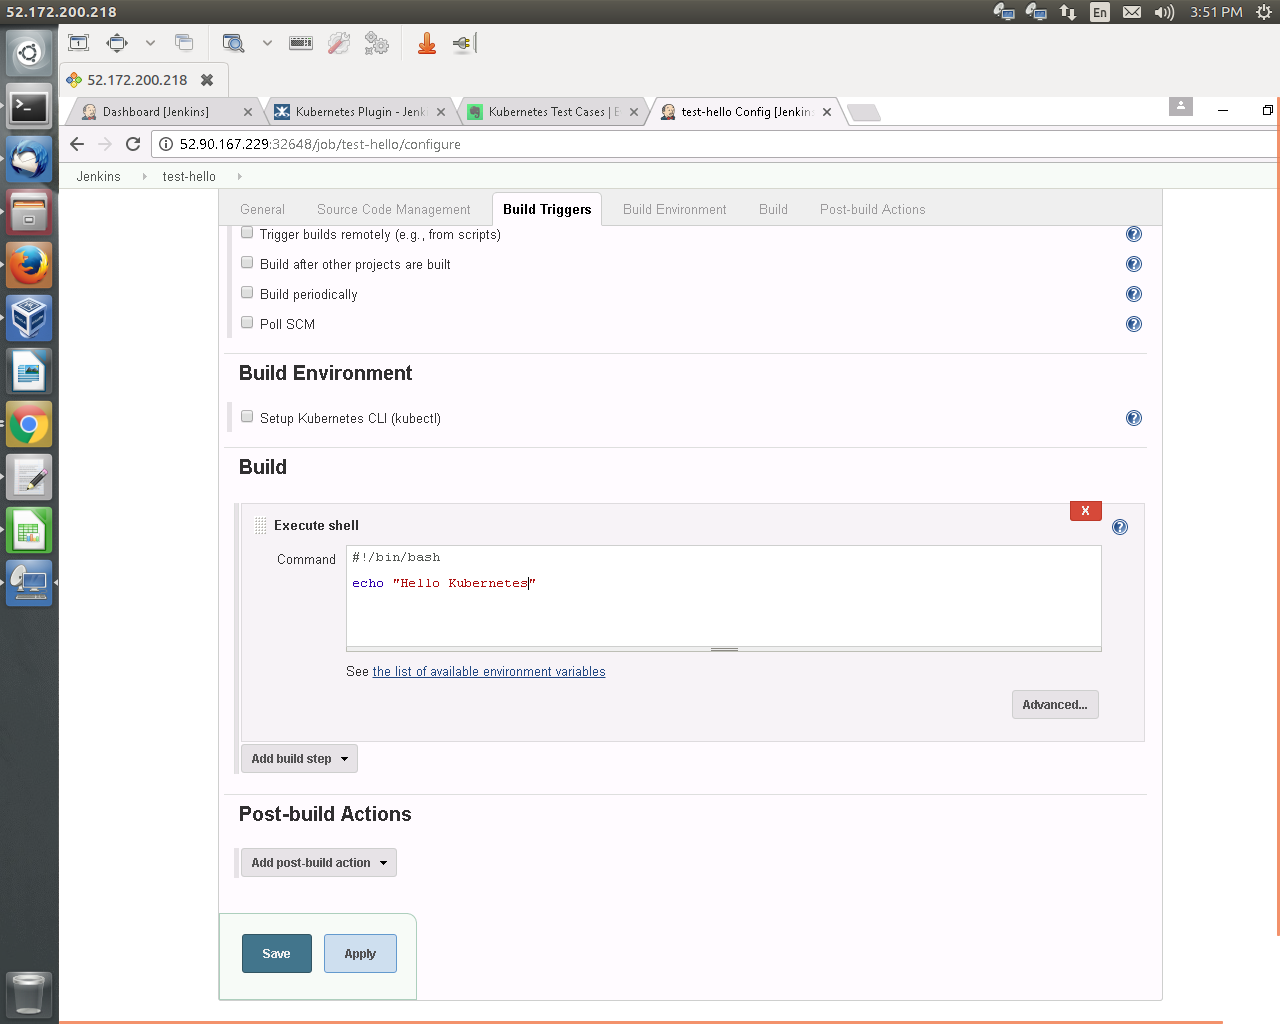 52.172.200.218
En
3:51 PM
52.172.200.218
Dashboard [Jenkins]
Kubernetes Plugin - Jenk
Kubernetes Test Cases | E
test-hello Config [Jenkins
52.90.167.229:32648/job/test-hello/configure
Jenkins
test-hello
General
Source Code Management
Build Triggers
Build Environment
Build
Post-build Actions
Trigger builds remotely (e.g., from scripts)
Build after other projects are built
Build periodically
Poll SCM
Build Environment
Setup Kubernetes CLI (kubectl)
Build
X
Execute shell
Command
#!/bin/bash
echo "Hello Kubernetes"
See the list of available environment variables
Advanced...
Add build step
Post-build Actions
Add post-build action
Save
Apply